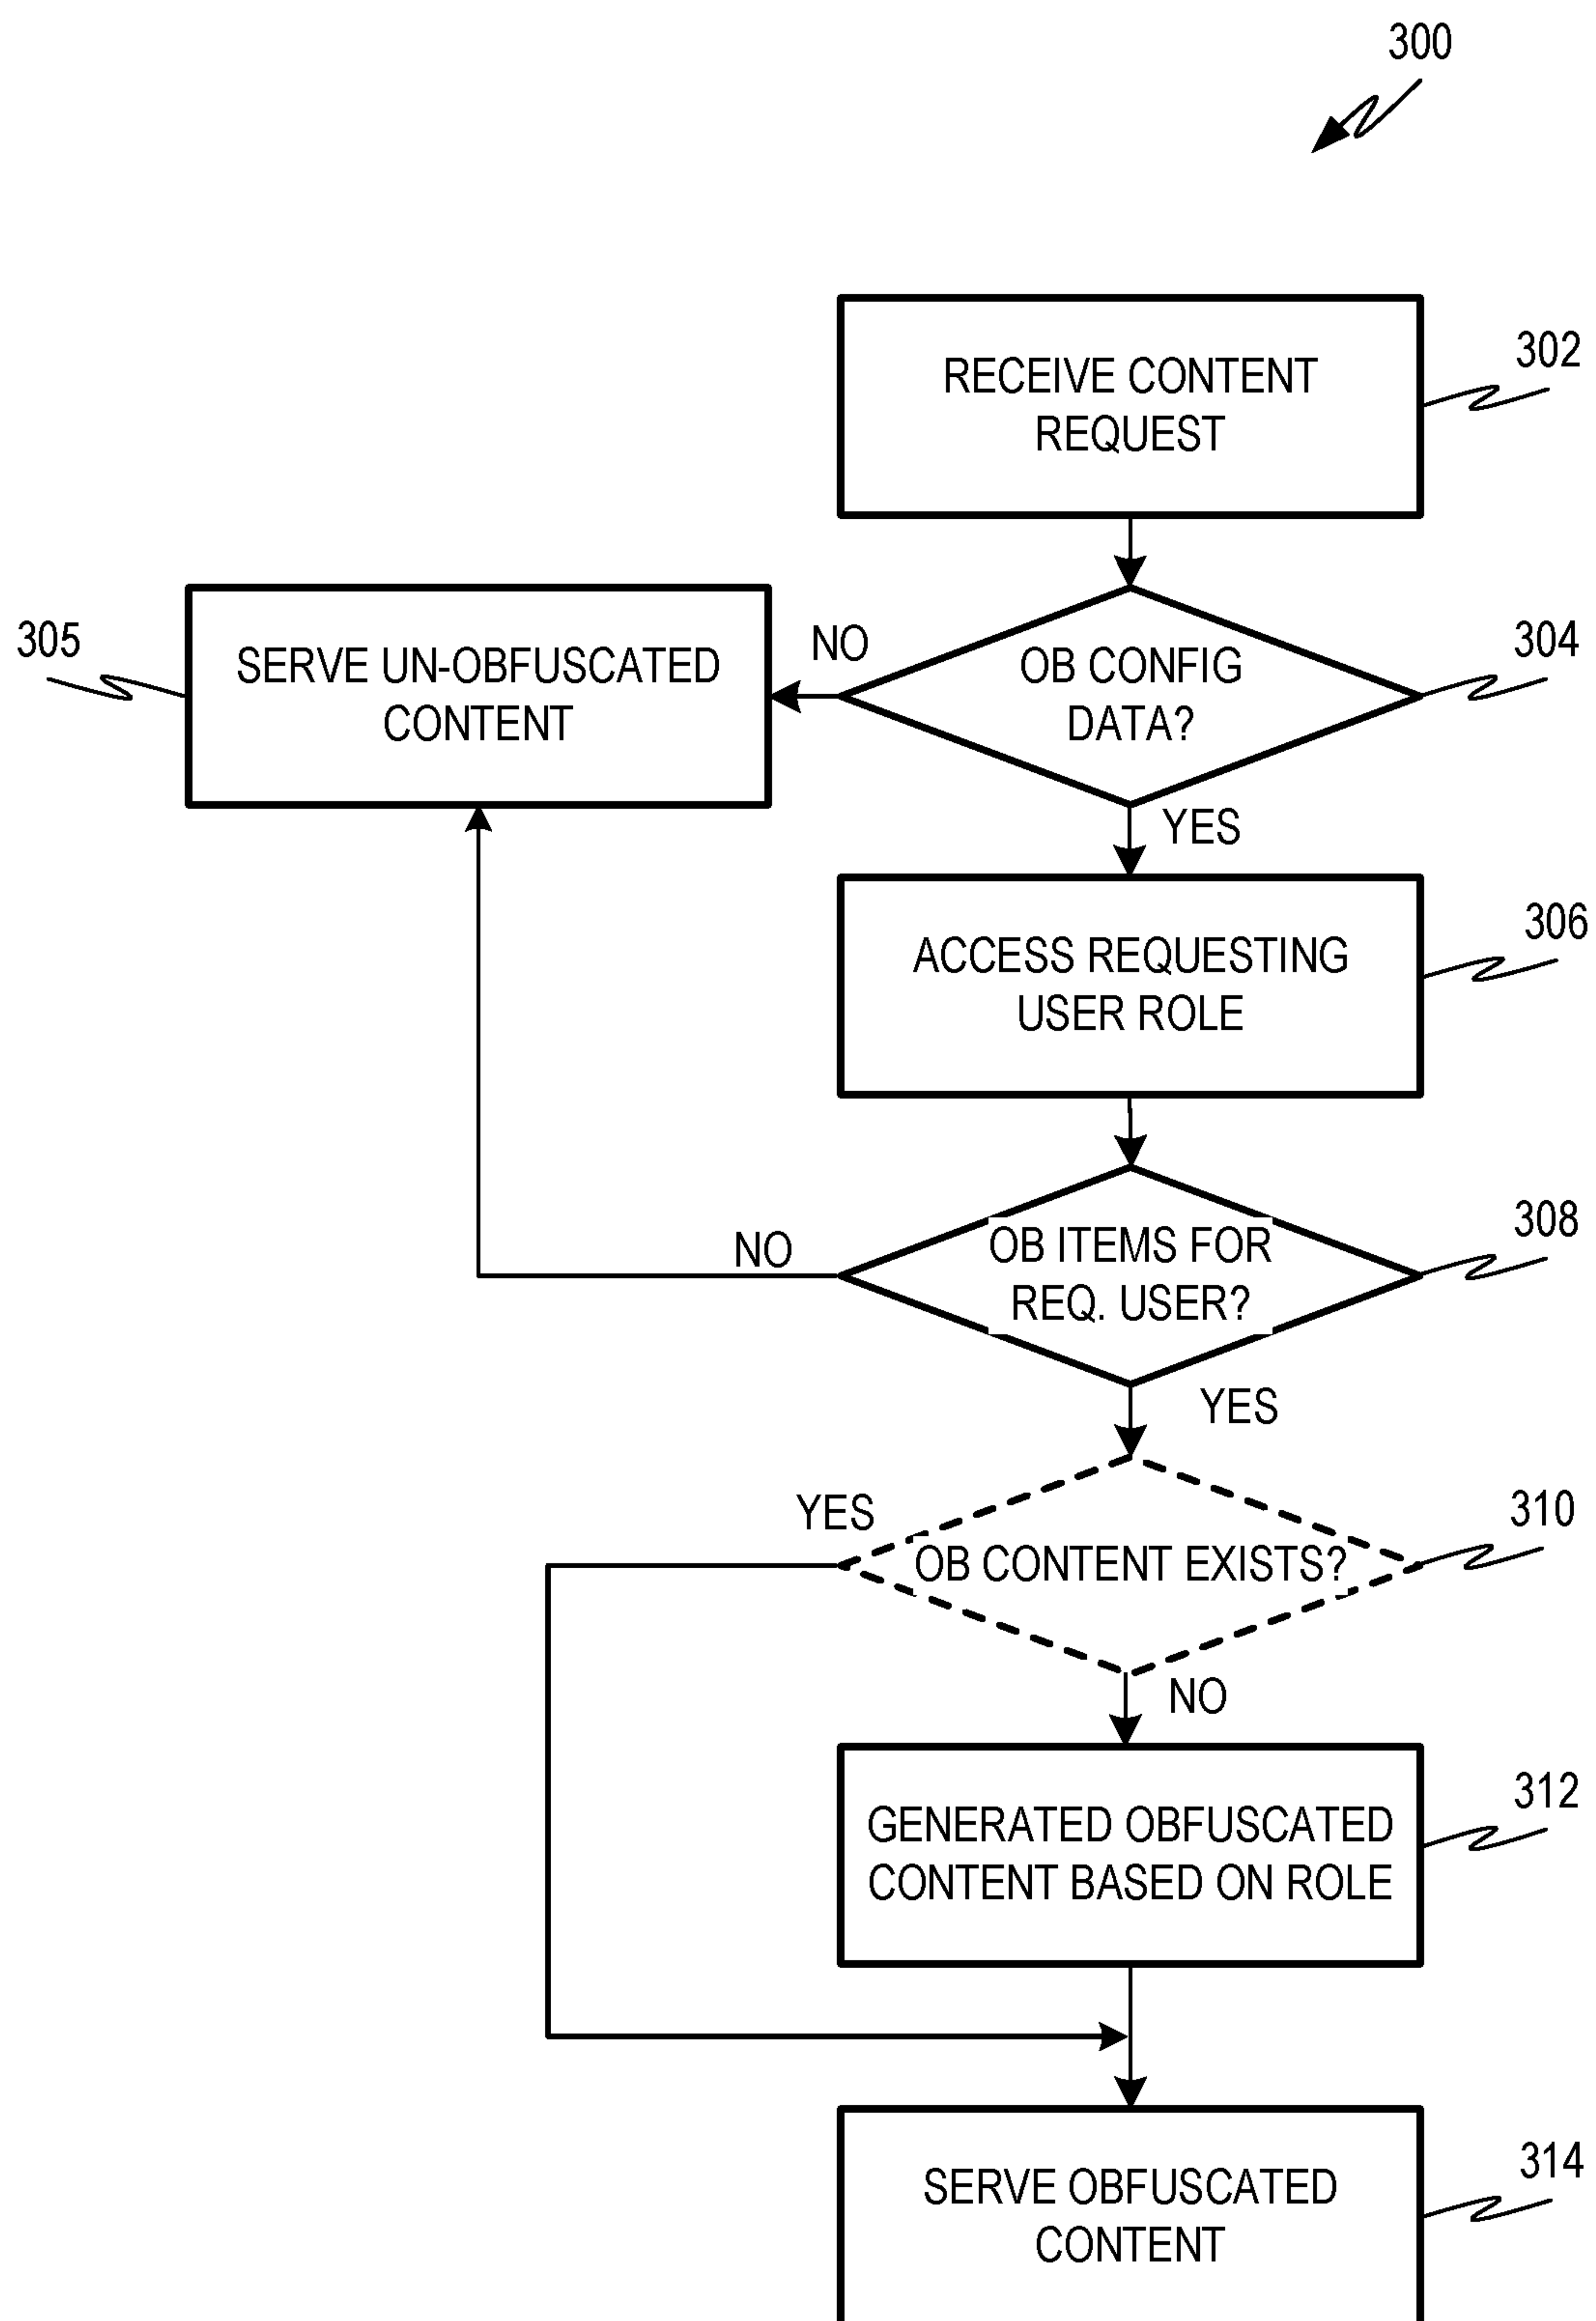 300
RECEIVE CONTENT
REQUEST
302
305
SERVE UN-OBFUSCATED
CONTENT
NO
OB CONFIG
DATA?
304
YES
ACCESS REQUESTING
USER ROLE
306
NO
OB ITEMS FOR
REQ. USER?
308
YES
YES
OB CONTENT EXISTS?
310
NO
GENERATED OBFUSCATED
CONTENT BASED ON ROLE
312
SERVE OBFUSCATED
CONTENT
314